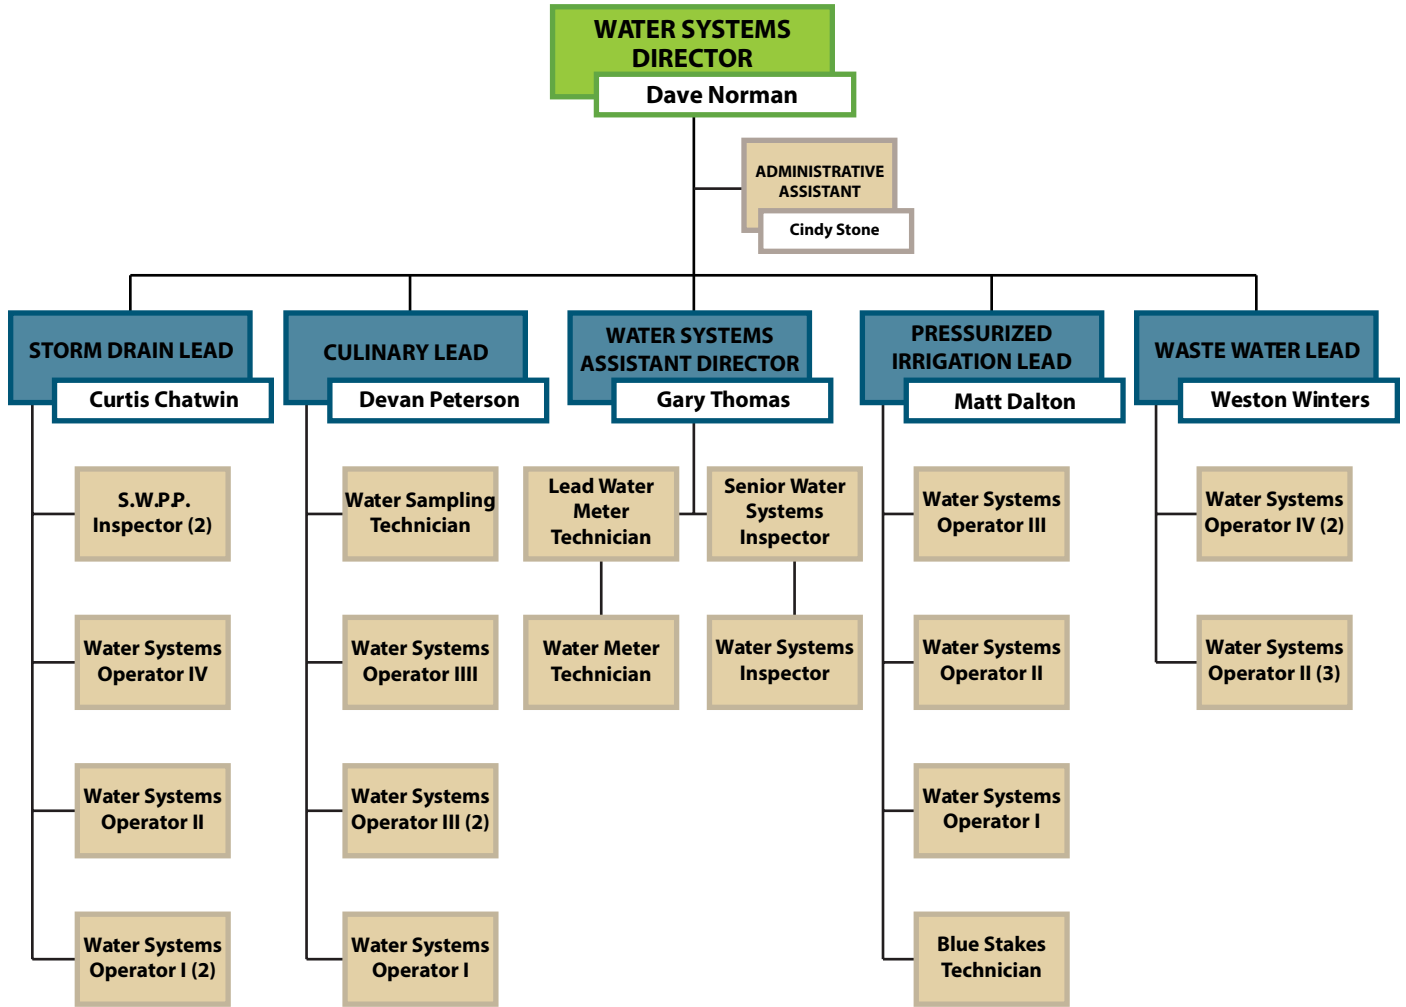 WATER SYSTEMS
DIRECTOR
Dave Norman
ADMINISTRATIVE
ASSISTANT
Cindy Stone
STORM DRAIN LEAD
Curtis Chatwin
CULINARY LEAD
Devan Peterson
WATER SYSTEMS
ASSISTANT DIRECTOR
Gary Thomas
PRESSURIZED
IRRIGATION LEAD
Matt Dalton
WASTE WATER LEAD
Weston Winters
S.W.P.P.
Inspector (2)
Water Systems
Operator IV
Water Systems
Operator II
Water Systems
Operator I (2)
Water Sampling
Technician
Water Systems
Operator IIII
Water Systems
Operator III (2)
Water Systems
Operator I
Lead Water
Meter
Technician
Water Meter
Technician
Senior Water
Systems
Inspector
Water Systems
Inspector
Water Systems
Operator III
Water Systems
Operator II
Water Systems
Operator I
Blue Stakes
Technician
Water Systems
Operator IV (2)
Water Systems
Operator II (3)